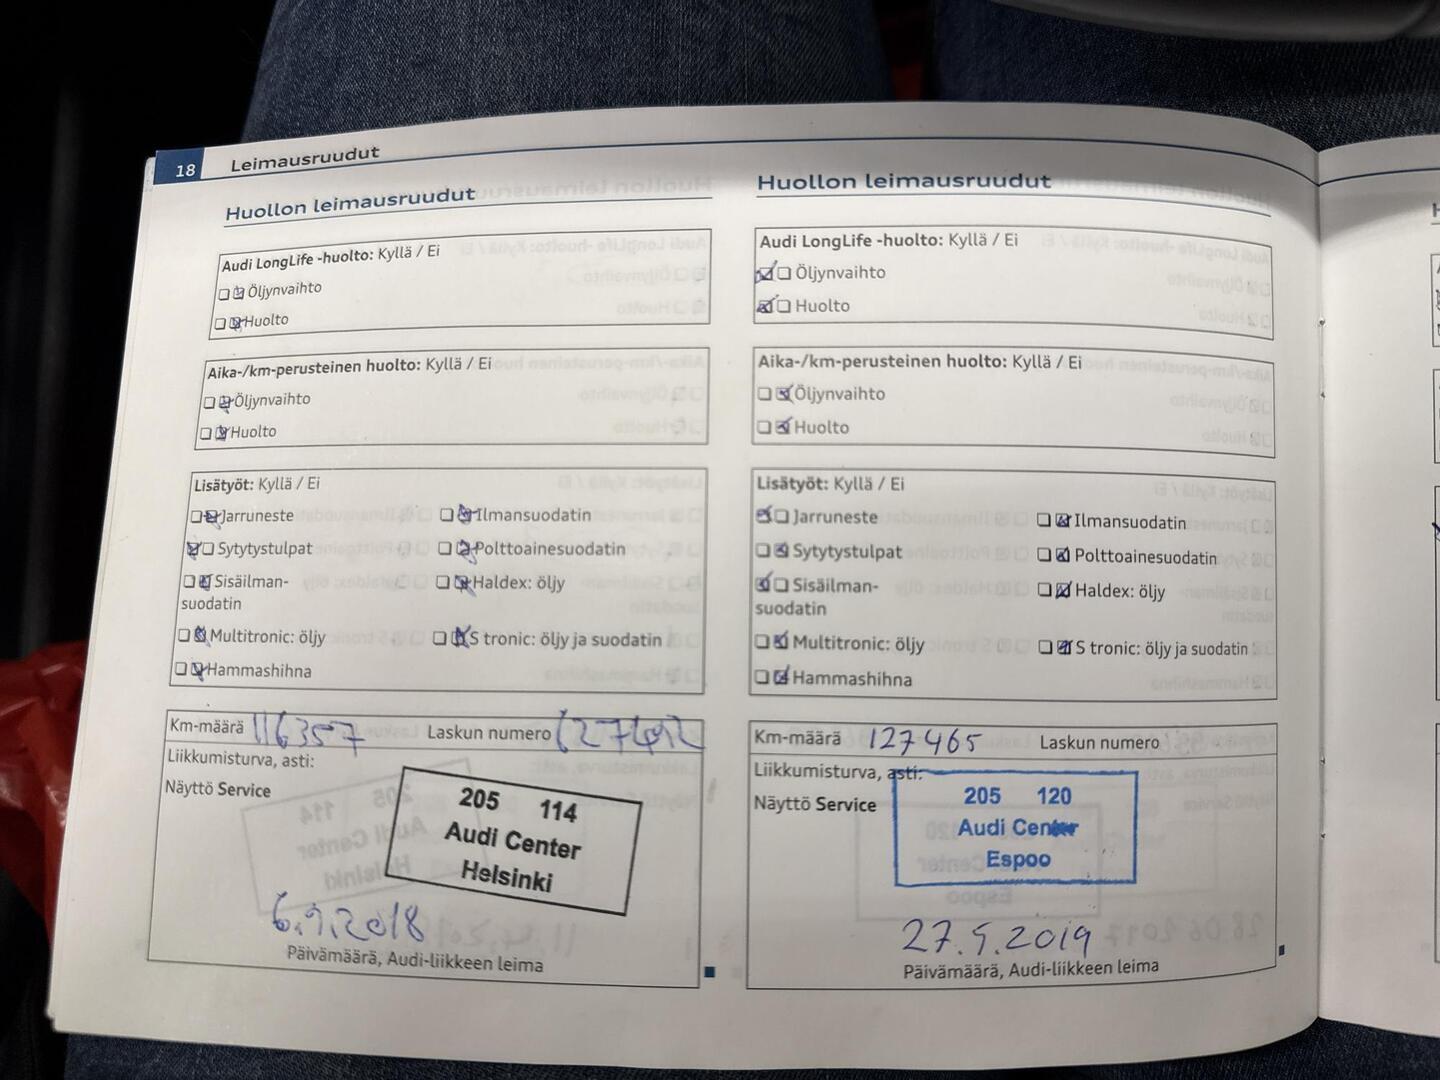 18 Leimausruudut
Huollon leimausruudut
Audi LongLife -huolto: Kyllä / Ei
Öljynvaihto
Huolto
Aika-/km-perusteinen huolto: Kyllä / Ei
Öljynvaihto
Huolto
Lisätyöt: Kyllä / Ei
Jarruneste Ilmansuodatin
Sytytystulpat Polttoainesuodatin
Sisäilman- Haldex: öljy
suodatin
Multitronic: öljy S tronic: öljy ja suodatin
Hammashihna
Km-määrä 116357 Laskun numero
Liikkumisturva, asti:
Näyttö Service
205 114
Audi Center
Helsinki
6.9.2018
Päivämäärä, Audi-liikkeen leima
Huollon leimausruudut
Audi LongLife -huolto: Kyllä / Ei
Öljynvaihto
Huolto
Aika-/km-perusteinen huolto: Kyllä / Ei
Öljynvaihto
Huolto
Lisätyöt: Kyllä / Ei
Jarruneste Ilmansuodatin
Sytytystulpat Polttoainesuodatin
Sisäilman- Haldex: öljy
suodatin
Multitronic: öljy S tronic: öljy ja suodatin
Hammashihna
Km-määrä 127465 Laskun numero
Liikkumisturva, asti:
Näyttö Service
205 120
Audi Center
Espoo
Päivämäärä, Audi-liikkeen leima